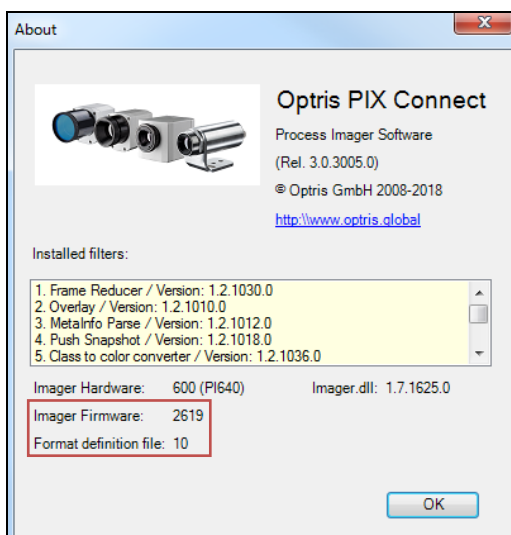 About
Optris PIX Connect
Process Imager Software
(Rel. 3.0.3005.0)
© Optris GmbH 2008-2018
http:\\www.optris.global
Installed filters:
1. Frame Reducer / Version: 1.2.1030.0
2. Overlay / Version: 1.2.1010.0
3. MetaInfo Parse / Version: 1.2.1012.0
4. Push Snapshot / Version: 1.2.1018.0
5. Class to color converter / Version: 1.2.1036.0
Imager Hardware: 600 (PI640) Imager.dll: 1.7.1625.0
Imager Firmware: 2619
Format definition file: 10
OK